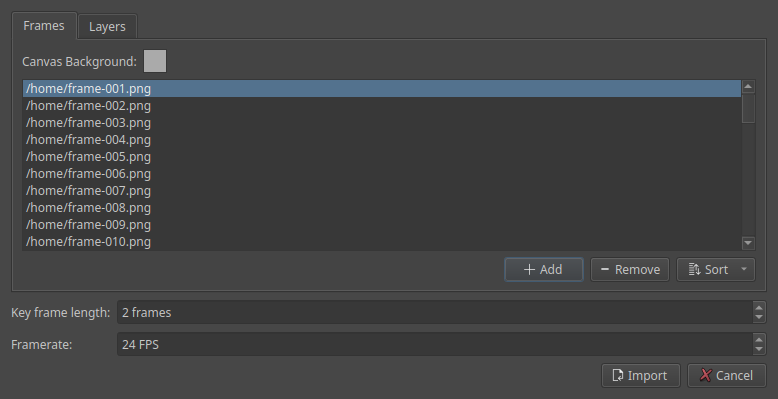 Frames Layers
Canvas Background:
/home/frame-001.png
/home/frame-002.png
/home/frame-003.png
/home/frame-004.png
/home/frame-005.png
/home/frame-006.png
/home/frame-007.png
/home/frame-008.png
/home/frame-009.png
/home/frame-010.png
Add Remove Sort
Key frame length: 2 frames
Framerate: 24 FPS
Import Cancel